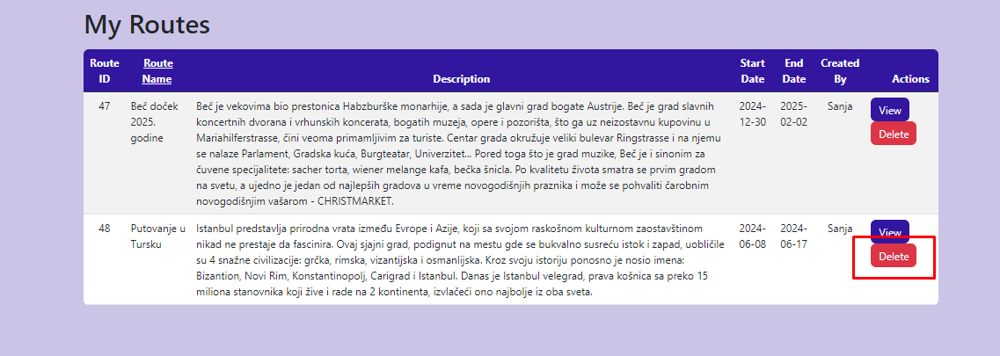 My Routes
Route ID
Route Name
Description
Start Date
End Date
Created By
Actions
47
Beč doček
2025.
godine
Beč je vekovima bio prestonica Habzburške monarhije, a sada je glavni grad bogate Austrije. Beč je grad slavnih
koncertnih dvorana i vrhunskih koncerata, bogatih muzeja, opere i pozorišta, što ga uz neizostavnu kupovinu u
Mariahilferstrasse, čini veoma primamljivim za turiste. Centar grada okružuje veliki bulevar Ringstrasse i na njemu
se nalaze Parlament, Gradska kuća, Burgteatar, Univerzitet... Pored toga što je grad muzike, Beč je i sinonim za
čuvene specijalitete: sacher torta, wiener melange kafa, bečka šnicla. Po kvalitetu života smatra se prvim gradom
na svetu, a ujedno je jedan od najlepših gradova u vreme novogodišnjih praznika i može se pohvaliti čarobnim
novogodišnjim vašarom - CHRISTMARKET.
2024-
12-30
2025-
02-02
Sanja
View
Delete
48
Putovanje u
Tursku
Istanbul predstavlja prirodna vrata između Evrope i Azije, koji sa svojom raskošnom kulturnom zaostavštinom
nikad ne prestaje da fascinira. Ovaj sjajni grad, podignut na mestu gde se bukvalno susreću istok i zapad, uobličile
su 4 snažne civilizacije: grčka, rimska, vizantijska i osmanlijska. Kroz svoju istoriju ponosno je nosio imena:
Bizantion, Novi Rim, Konstantinopolj, Carigrad i Istanbul. Danas je Istanbul velegrad, prava košnica sa preko 15
miliona stanovnika koji žive i rade na 2 kontinenta, izvlačeći ono najbolje iz oba sveta.
2024-
06-08
2024-
06-17
Sanja
View
Delete